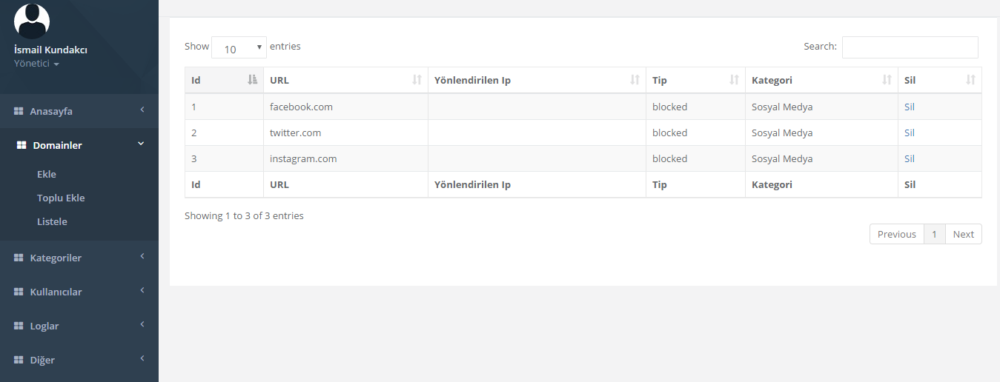 İsmail Kundakcı
Yönetici
Anasayfa
Domainler
Ekle
Toplu Ekle
Listele
Kategoriler
Kullanıcılar
Loglar
Diğer
Show 10 entries Search:
Id URL Yönlendirilen Ip Tip Kategori Sil
1 facebook.com blocked Sosyal Medya Sil
2 twitter.com blocked Sosyal Medya Sil
3 instagram.com blocked Sosyal Medya Sil
Id URL Yönlendirilen Ip Tip Kategori Sil
Showing 1 to 3 of 3 entries
Previous 1 Next